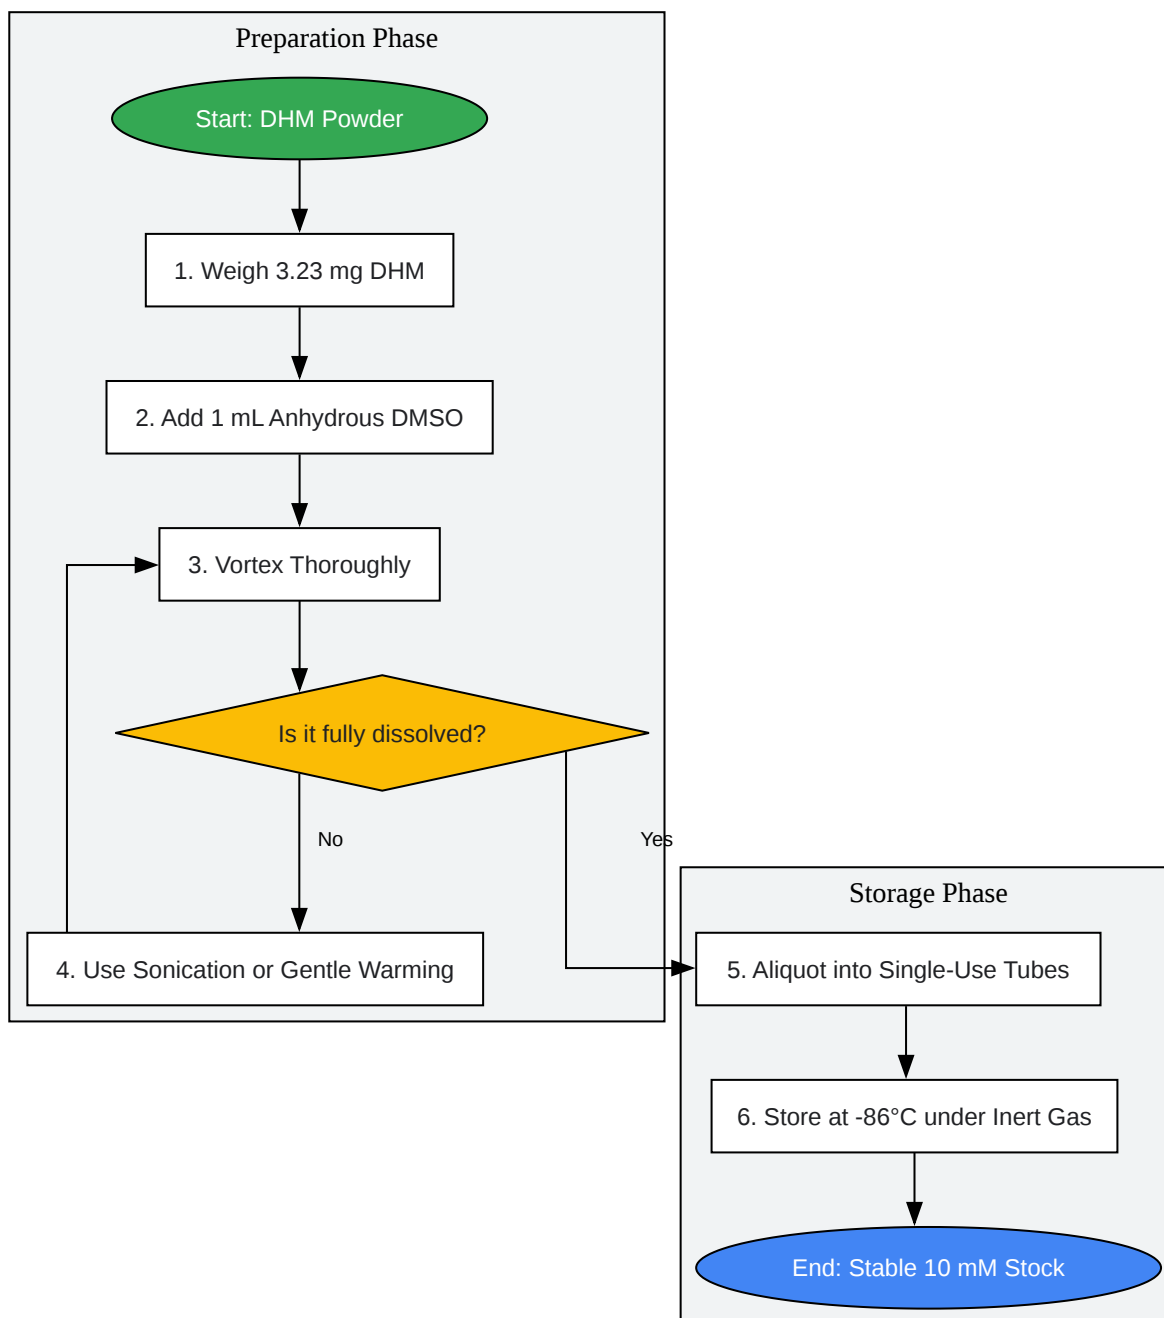 Preparation Phase
Start: DHM Powder
1. Weigh 3.23 mg DHM
2. Add 1 mL Anhydrous DMSO
3. Vortex Thoroughly
Is it fully dissolved?
No
Yes
4. Use Sonication or Gentle Warming
Storage Phase
5. Aliquot into Single-Use Tubes
6. Store at -86°C under Inert Gas
End: Stable 10 mM Stock